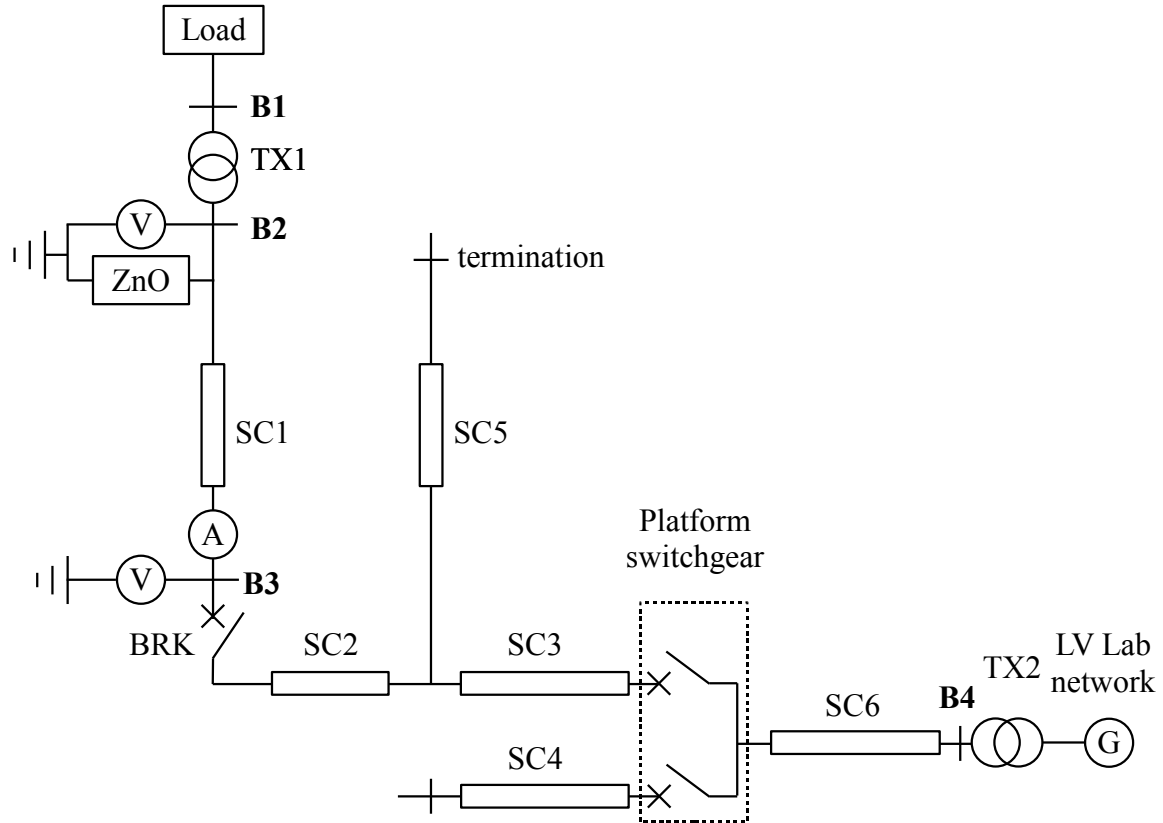 Load
B1
TX1
V
B2
ZnO
termination
SC1
SC5
A
Platform
switchgear
V
B3
BRK
SC2
SC3
TX2
LV Lab
network
B4
SC6
G
SC4